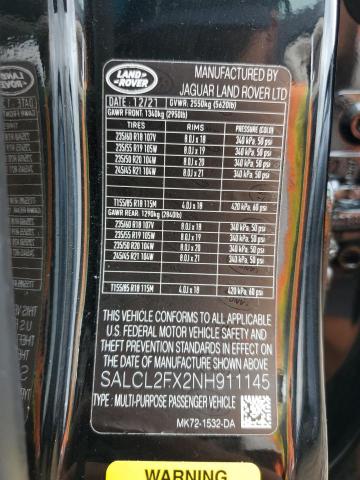 LAND ROVER
MANUFACTURED BY
JAGUAR LAND ROVER LTD
DATE 12/21 GVWR: 2550kg (5620lb)
GAWR FRONT: 1340kg (2950lb)
TIRES RIMS PRESSURE (COLD)
235/60 R18 107V 8.0J x 18 340 kPa. 50 psi
235/55 R19 105W 8.0J x 19 340 kPa. 50 psi
235/50 R20 104W 8.0J x 20 340 kPa. 50 psi
245/45 R21 104W 8.0J x 21 340 kPa. 50 psi
T155/85 R18 115M 4.0J x 18 420 kPa. 60 psi
GAWR REAR: 1290kg (2840lb)
235/60 R18 107V 8.0J x 18 340 kPa. 50 psi
235/55 R19 105W 8.0J x 19 340 kPa. 50 psi
235/50 R20 104W 8.0J x 20 340 kPa. 50 psi
245/45 R21 104W 8.0J x 21 340 kPa. 50 psi
T155/85 R18 115M 4.0J x 18 420 kPa. 60 psi
THIS VEHICLE CONFORMS TO ALL APPLICABLE
U.S. FEDERAL MOTOR VEHICLE SAFETY AND
THEFT PREVENTION STANDARDS IN EFFECT ON
THE DATE OF MANUFACTURE SHOWN ABOVE.
SALCL2FX2NH911145
TYPE : MULTI-PURPOSE PASSENGER VEHICLE
MK72-1532-DA
WARNING